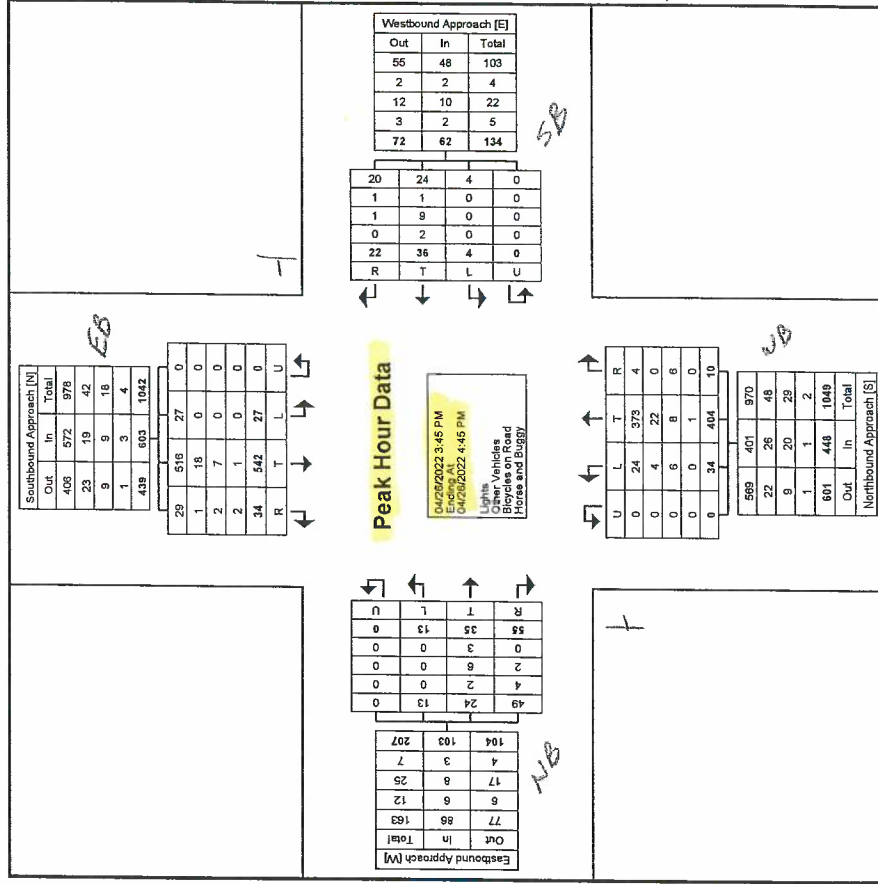 Westbound Approach [E]
Out In Total
55 48 103
2 2 4
12 10 22
3 2 5
72 62 134
SB
20 24 4 0
1 1 0 0
1 9 0 0
0 2 0 0
22 36 4 0
R T L U
EB
Southbound Approach [N]
Out In Total
406 572 978
23 19 42
9 9 18
1 3 4
439 603 1042
29 516 27 0
1 18 0 0
2 7 0 0
2 1 0 0
34 542 27 0
R T L U
Peak Hour Data
04/26/2022 3:45 PM
Ending At
04/26/2022 4:45 PM
Lights
Other Vehicles
Bicycles on Road
Horse and Buggy
U L T R
0 24 373 4
0 4 22 0
0 6 8 6
0 0 1 0
0 34 404 10
WB
569 401 970
22 26 48
9 20 29
1 1 2
601 448 1049
Out In Total
Northbound Approach [S]
Eastbound Approach [W]
Out In Total
77 86 163
6 6 12
17 8 25
4 3 7
104 103 207
49 24 13 0
4 2 0 0
2 6 0 0
0 3 0 0
55 35 13 0
R T L U
NB